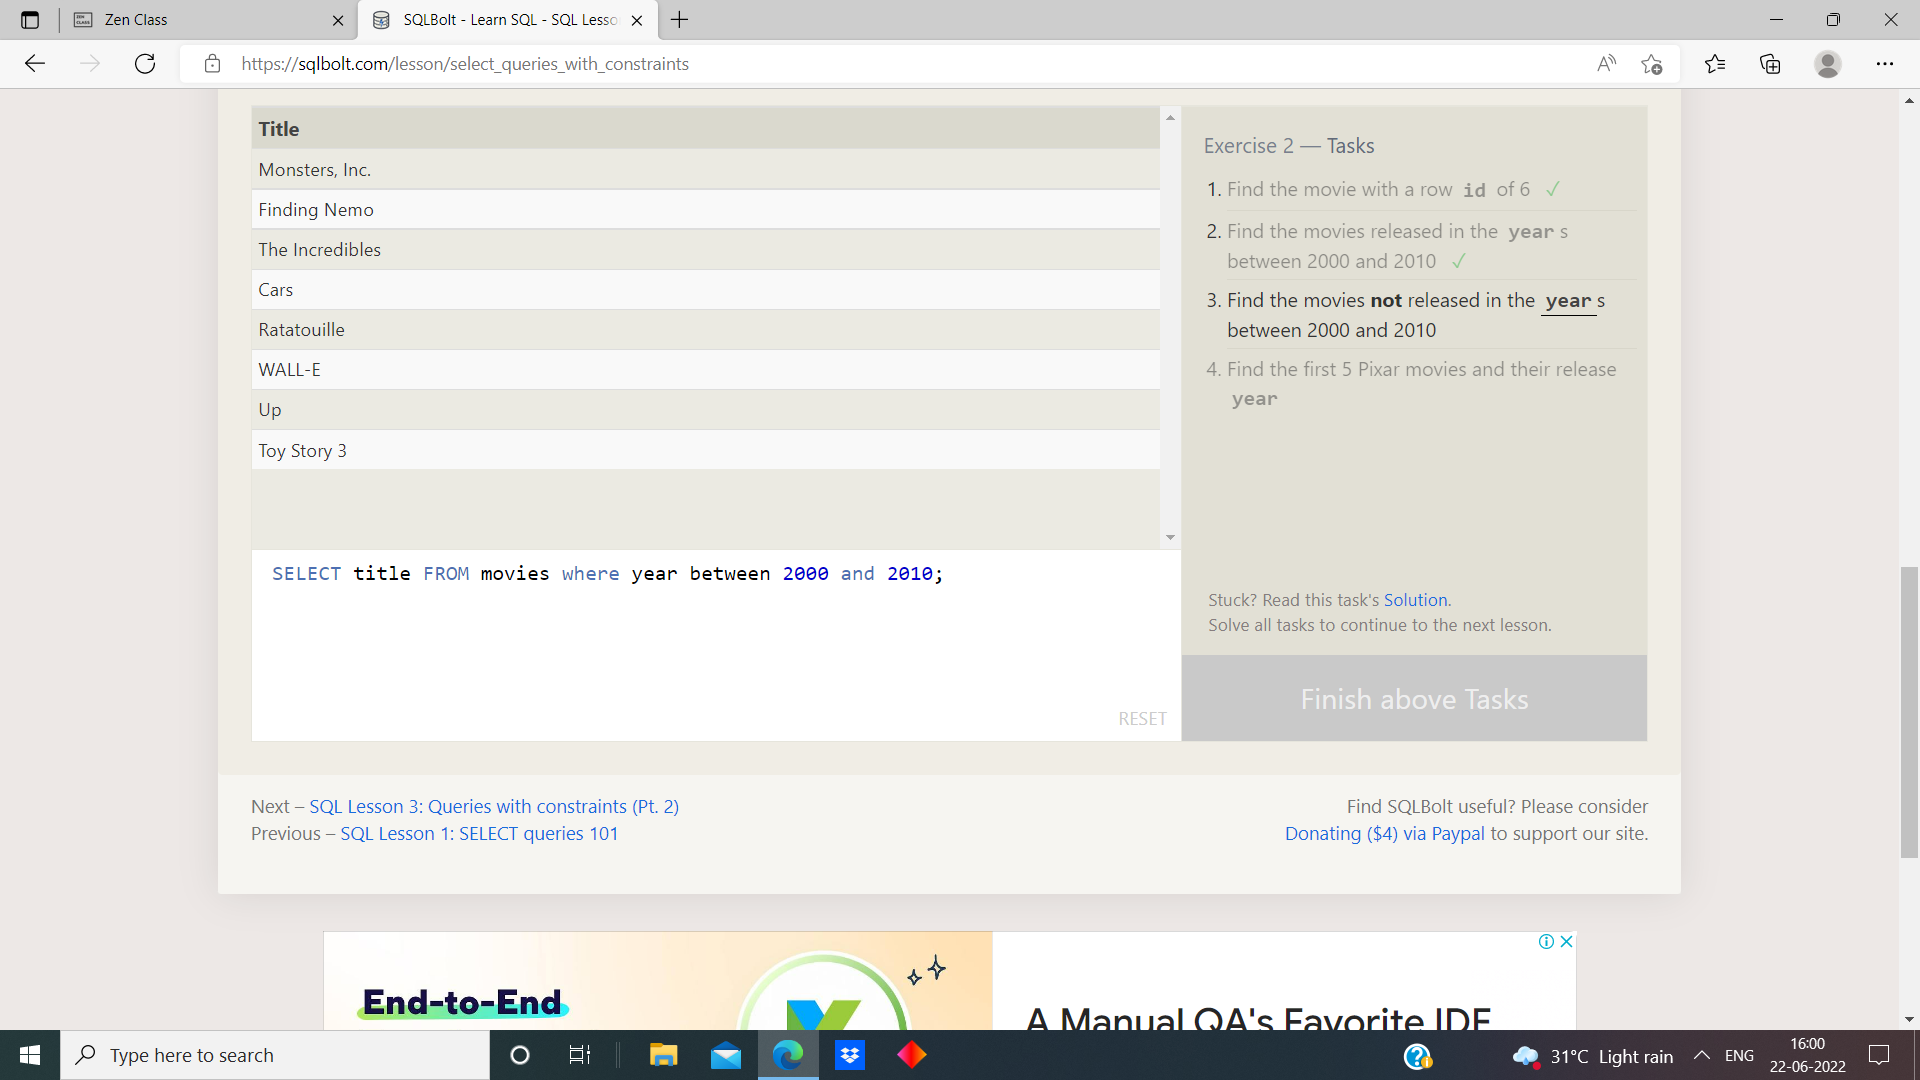 Zen Class
SQLBolt - Learn SQL - SQL Lesso
https://sqlbolt.com/lesson/select_queries_with_constraints
Title
Monsters, Inc.
Finding Nemo
The Incredibles
Cars
Ratatouille
WALL-E
Up
Toy Story 3
SELECT title FROM movies where year between 2000 and 2010;
RESET
Exercise 2 — Tasks
1. Find the movie with a row id of 6 ✓
2. Find the movies released in the year s
between 2000 and 2010 ✓
3. Find the movies not released in the year s
between 2000 and 2010
4. Find the first 5 Pixar movies and their release
year
Stuck? Read this task's Solution.
Solve all tasks to continue to the next lesson.
Finish above Tasks
Next – SQL Lesson 3: Queries with constraints (Pt. 2)
Previous – SQL Lesson 1: SELECT queries 101
Find SQLBolt useful? Please consider
Donating ($4) via Paypal to support our site.
End-to-End
A Manual QA's Favorite IDE
Type here to search
31°C Light rain
ENG
16:00
22-06-2022